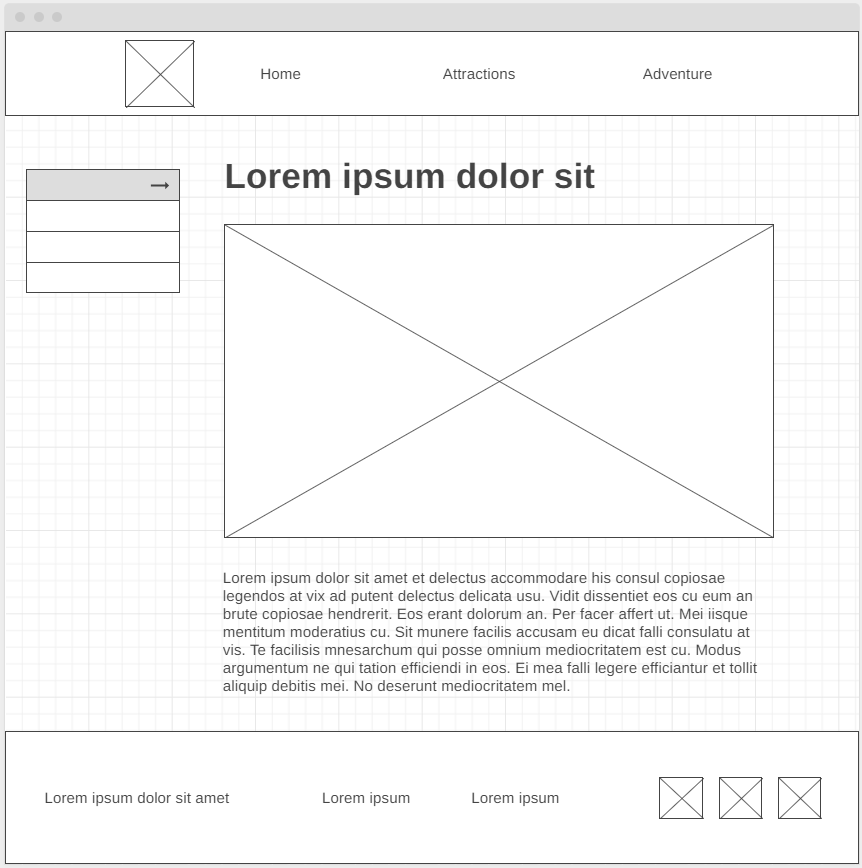 Home
Attractions
Adventure
Lorem ipsum dolor sit
Lorem ipsum dolor sit amet et delectus accommodare his consul copiosae
legendos at vix ad putent delectus delicata usu. Vidit dissentiet eos cu eum an
brute copiosae hendrerit. Eos erant dolorum an. Per facer affert ut. Mei iisque
mentitum moderatius cu. Sit munere facilis accusam eu dicat falli consulatu at
vis. Te facilisis mnesarchum qui posse omnium mediocritatem est cu. Modus
argumentum ne qui tation efficiendi in eos. Ei mea falli legere efficiantur et tollit
aliquip debitis mei. No deserunt mediocritatem mel.
Lorem ipsum dolor sit amet
Lorem ipsum
Lorem ipsum